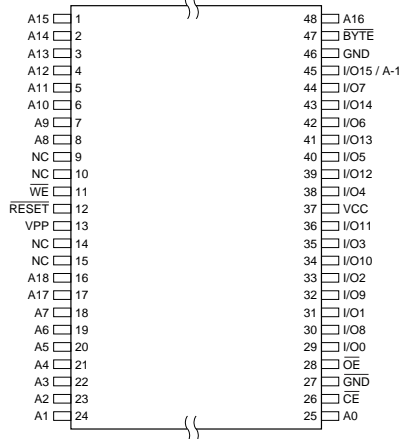 A15 1 48 A16
A14 2 47 BYTE
A13 3 46 GND
A12 4 45 I/O15 / A-1
A11 5 44 I/O7
A10 6 43 I/O14
A9 7 42 I/O6
A8 8 41 I/O13
NC 9 40 I/O5
NC 10 39 I/O12
WE 11 38 I/O4
RESET 12 37 VCC
VPP 13 36 I/O11
NC 14 35 I/O3
NC 15 34 I/O10
A18 16 33 I/O2
A17 17 32 I/O9
A7 18 31 I/O1
A6 19 30 I/O8
A5 20 29 I/O0
A4 21 28 OE
A3 22 27 GND
A2 23 26 CE
A1 24 25 A0